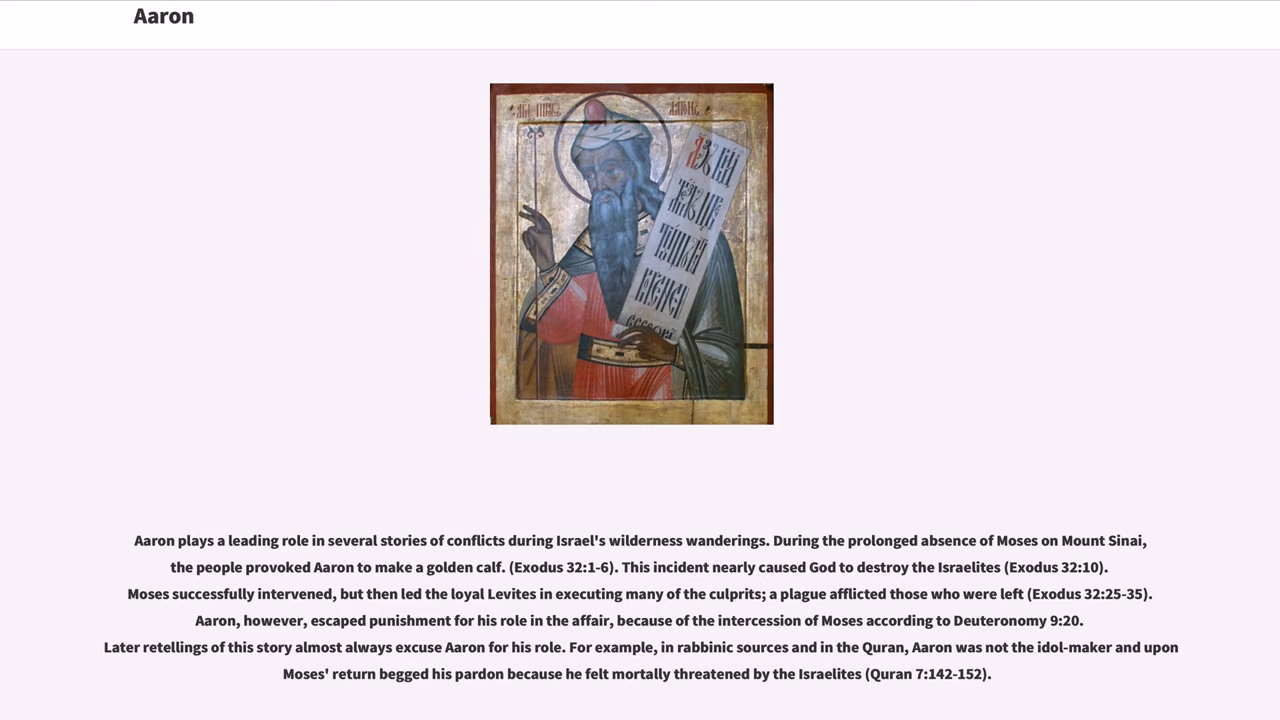 Aaron
Aaron plays a leading role in several stories of conflicts during Israel's wilderness wanderings. During the prolonged absence of Moses on Mount Sinai,
the people provoked Aaron to make a golden calf. (Exodus 32:1-6). This incident nearly caused God to destroy the Israelites (Exodus 32:10).
Moses successfully intervened, but then led the loyal Levites in executing many of the culprits; a plague afflicted those who were left (Exodus 32:25-35).
Aaron, however, escaped punishment for his role in the affair, because of the intercession of Moses according to Deuteronomy 9:20.
Later retellings of this story almost always excuse Aaron for his role. For example, in rabbinic sources and in the Quran, Aaron was not the idol-maker and upon
Moses' return begged his pardon because he felt mortally threatened by the Israelites (Quran 7:142-152).